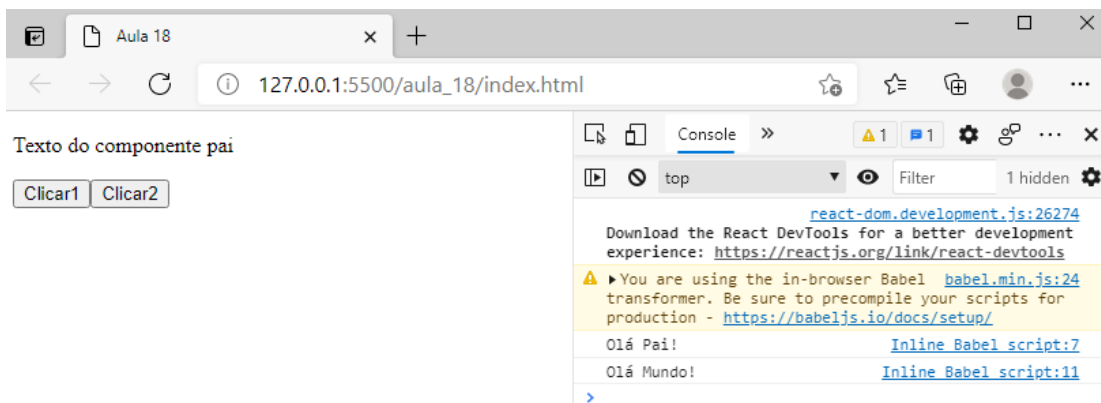 Aula 18
127.0.0.1:5500/aula_18/index.html
Texto do componente pai
Clicar1 Clicar2
Console » 1 1
top Filter 1 hidden
react-dom.development.js:26274
Download the React DevTools for a better development
experience: https://reactjs.org/link/react-devtools
You are using the in-browser Babel babel.min.js:24
transformer. Be sure to precompile your scripts for
production - https://babeljs.io/docs/setup/
Olá Pai! Inline Babel script:7
Olá Mundo! Inline Babel script:11